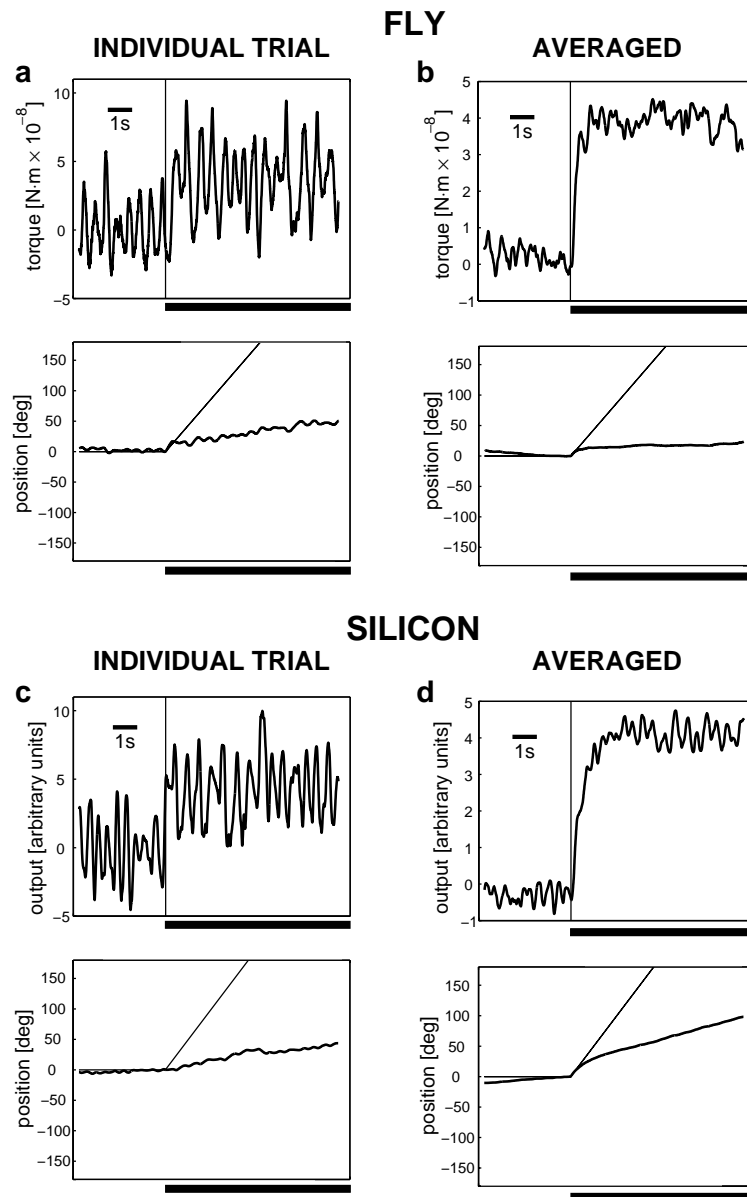 FLY
INDIVIDUAL TRIAL
AVERAGED
a
torque [N·m × 10⁻⁸]
10
5
0
−5
1s
b
torque [N·m × 10⁻⁸]
5
4
3
2
1
0
−1
1s
position [deg]
150
100
50
0
−50
−100
−150
position [deg]
150
100
50
0
−50
−100
−150
SILICON
INDIVIDUAL TRIAL
AVERAGED
c
output [arbitrary units]
10
5
0
−5
1s
d
output [arbitrary units]
5
4
3
2
1
0
−1
1s
position [deg]
150
100
50
0
−50
−100
−150
position [deg]
150
100
50
0
−50
−100
−150